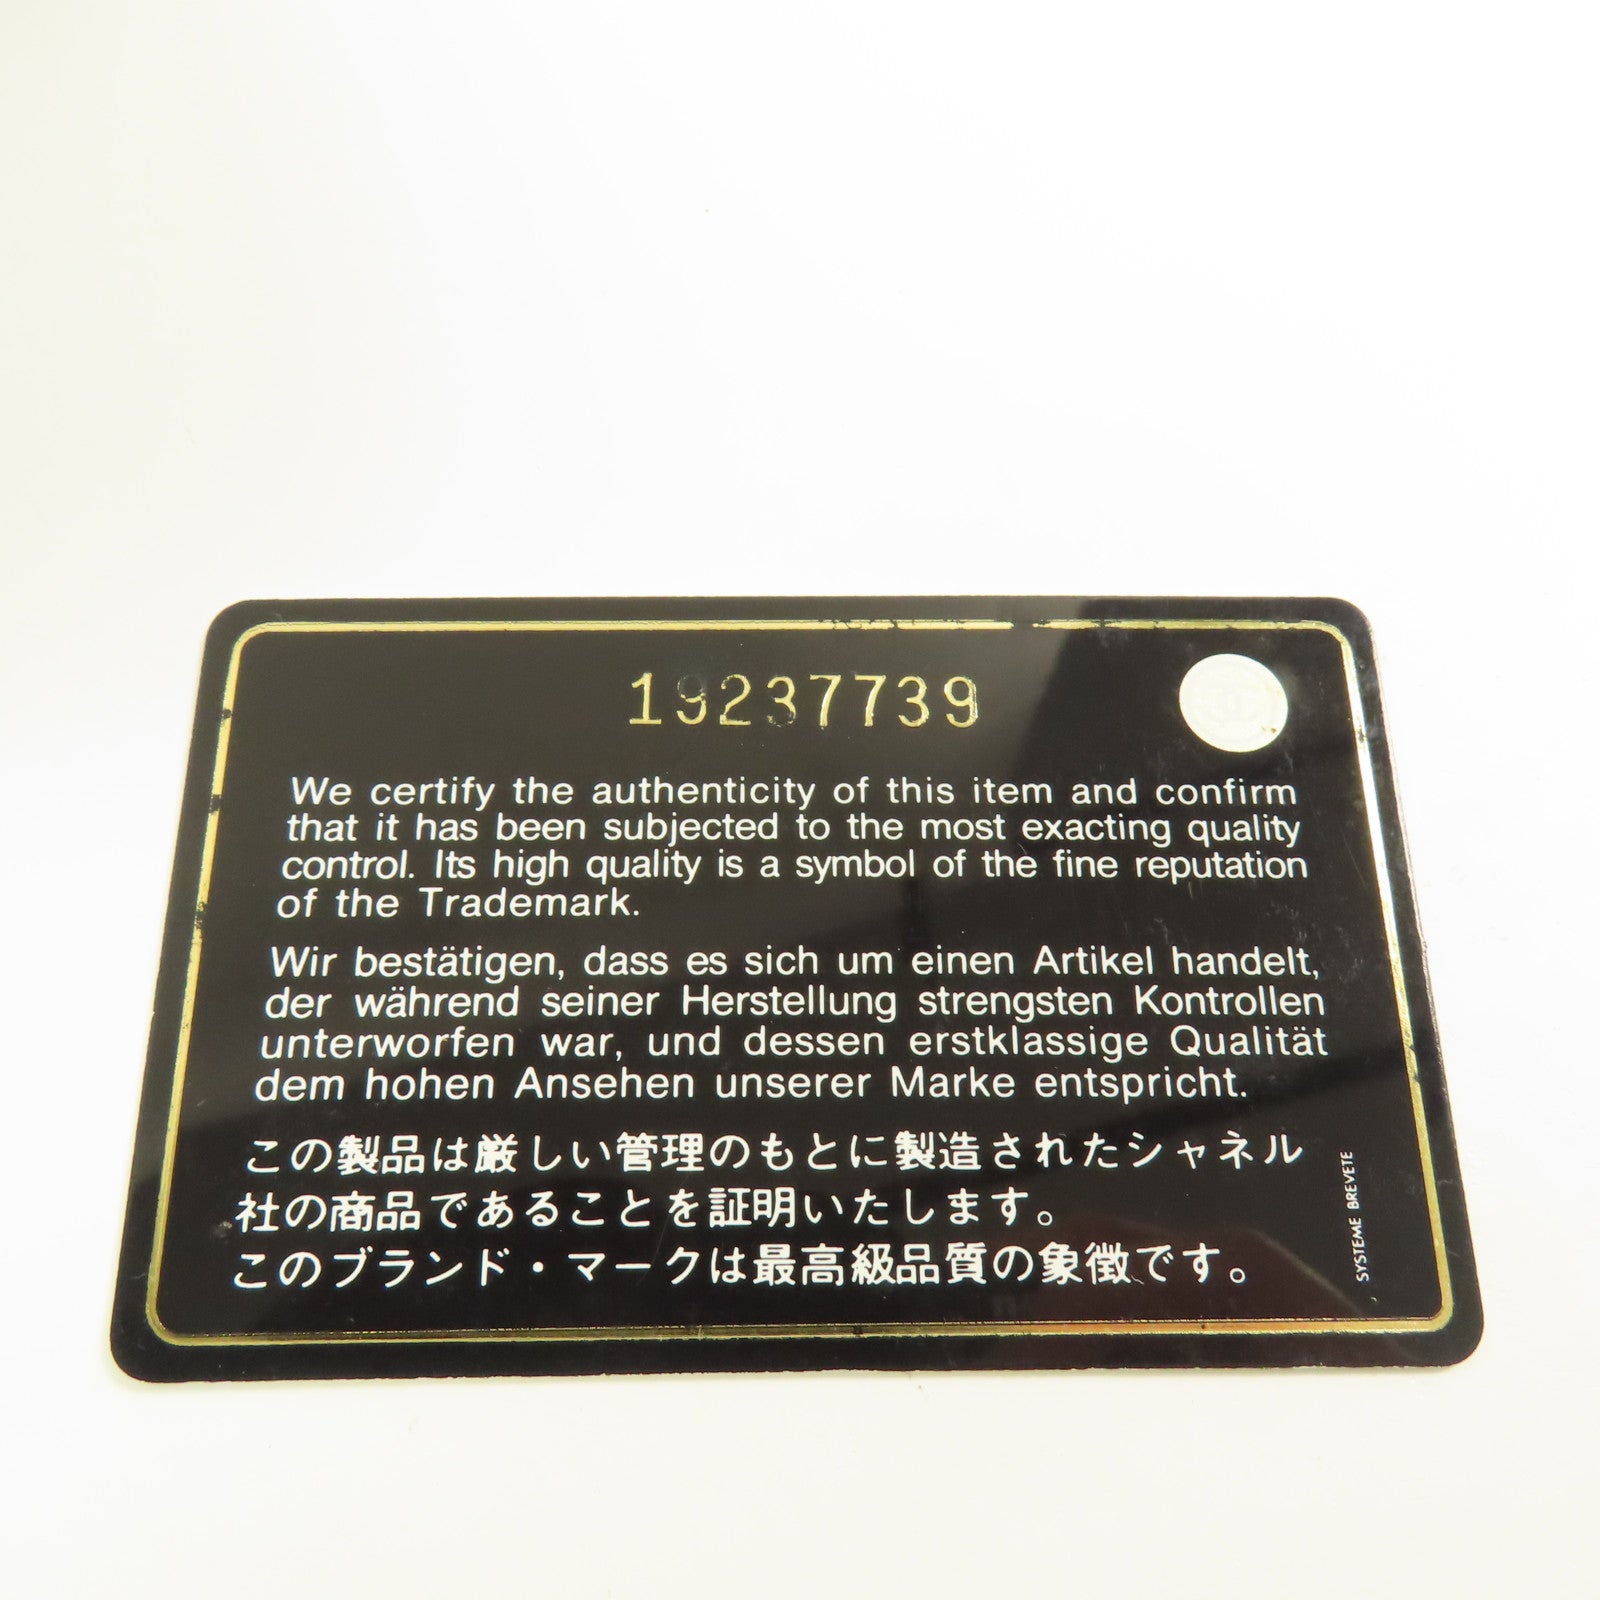 19237739
We certify the authenticity of this item and confirm
that it has been subjected to the most exacting quality
control. Its high quality is a symbol of the fine reputation
of the Trademark.
Wir bestätigen, dass es sich um einen Artikel handelt,
der während seiner Herstellung strengsten Kontrollen
unterworfen war, und dessen erstklassige Qualität
dem hohen Ansehen unserer Marke entspricht.
この製品は厳しい管理のもとに製造されたシャネル
社の商品であることを証明いたします。
このブランド・マークは最高級品質の象徴です。
SYSTEME BREVETE